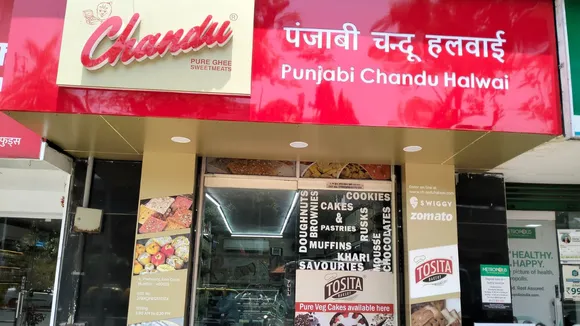 Chandu
PURE GHEE
SWEETMEATS
पंजाबी चन्दू हलवाई
Punjabi Chandu Halwai
फुड्स
DOUGHNUTS
BROWNIES
COOKIES
CAKES
&
PASTRIES
RUSKS
MOUSSE
CHOCOLATES
MUFFINS
KHARI
SAVOURIES
TOSITA
Pure Veg Cakes available here
SWIGGY
zomato
TOSITA
HEALTHY.
HAPPY.
METROPOLIS